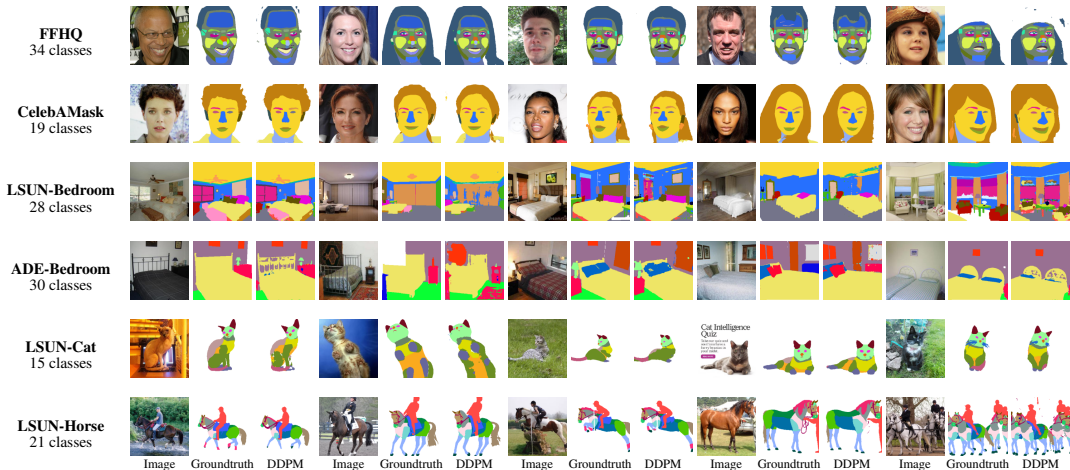 FFHQ
34 classes
CelebAMask
19 classes
LSUN-Bedroom
28 classes
ADE-Bedroom
30 classes
LSUN-Cat
15 classes
Cat Intelligence
Quiz
LSUN-Horse
21 classes
Image Groundtruth DDPM Image Groundtruth DDPM Image Groundtruth DDPM Image Groundtruth DDPM Image Groundtruth DDPM